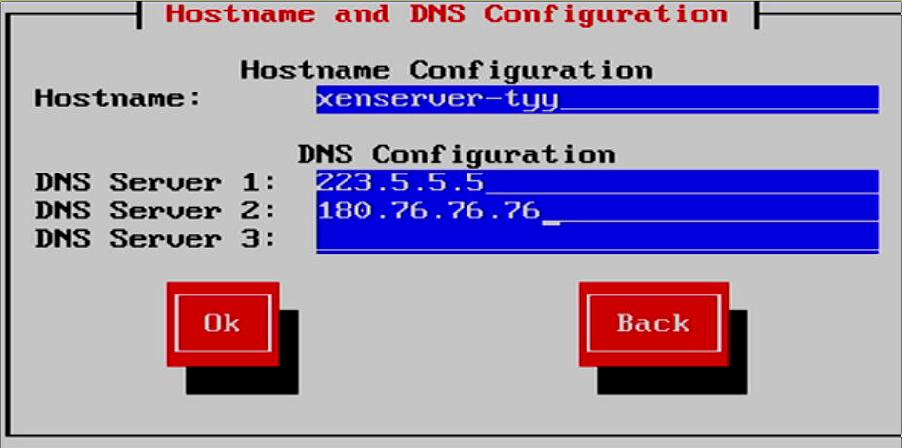 Hostname and DNS Configuration
Hostname Configuration
Hostname: xenserver-tyy
DNS Configuration
DNS Server 1: 223.5.5.5
DNS Server 2: 180.76.76.76_
DNS Server 3:
Ok Back